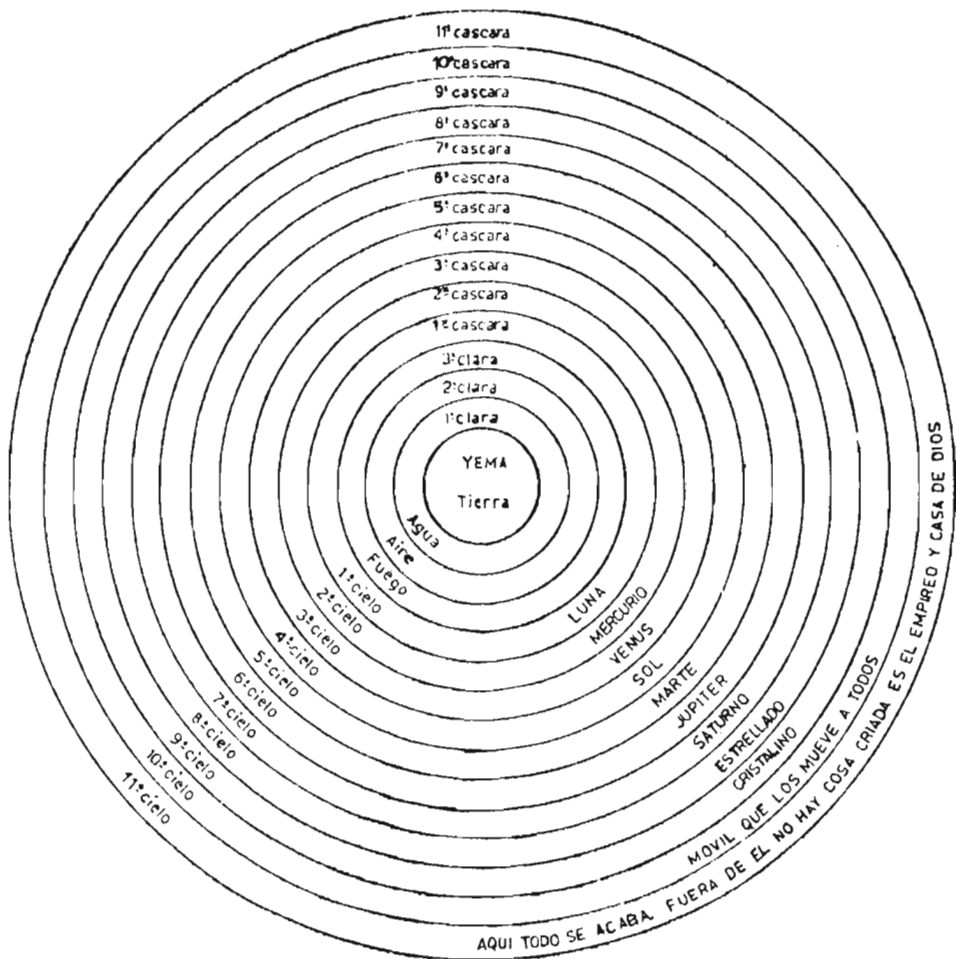 11ª cascara
10ª cascara
9ª cascara
8ª cascara
7ª cascara
6ª cascara
5ª cascara
4ª cascara
3ª cascara
2ª cascara
1ª cascara
3ª clara
2ª clara
1ª clara
YEMA
Tierra
Agua
Aire
Fuego
1º cielo
2º cielo
3º cielo
4º cielo
5º cielo
6º cielo
7º cielo
8º cielo
9º cielo
10º cielo
11º cielo
LUNA
MERCURIO
VENUS
SOL
MARTE
JUPITER
SATURNO
ESTRELLADO
CRISTALINO
MOVIL QUE LOS MUEVE A TODOS
AQUI TODO SE ACABA. FUERA DE EL NO HAY COSA CRIADA ES EL EMPIREO Y CASA DE DIOS